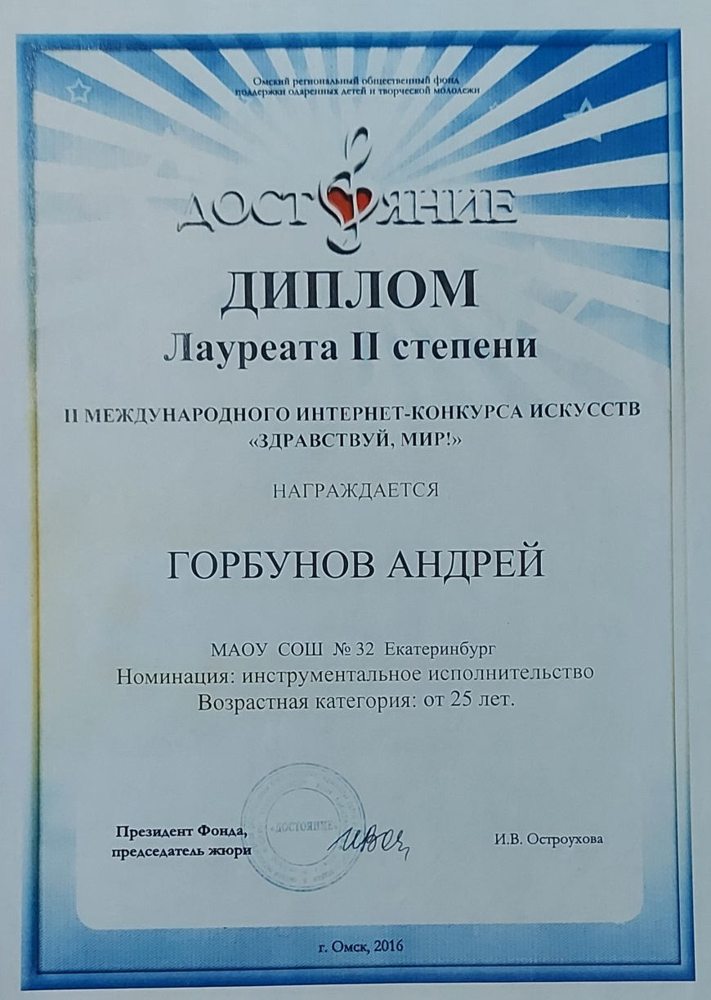 Омский региональный общественный фонд
поддержки одаренных детей и творческой молодежи
ДОСТОЯНИЕ
ДИПЛОМ
Лауреата II степени
II МЕЖДУНАРОДНОГО ИНТЕРНЕТ-КОНКУРСА ИСКУССТВ
«ЗДРАВСТВУЙ, МИР!»
НАГРАЖДАЕТСЯ
ГОРБУНОВ АНДРЕЙ
МАОУ СОШ № 32 Екатеринбург
Номинация: инструментальное исполнительство
Возрастная категория: от 25 лет.
«ДОСТОЯНИЕ»
Президент Фонда,
председатель жюри
И.В. Остроухова
г. Омск, 2016